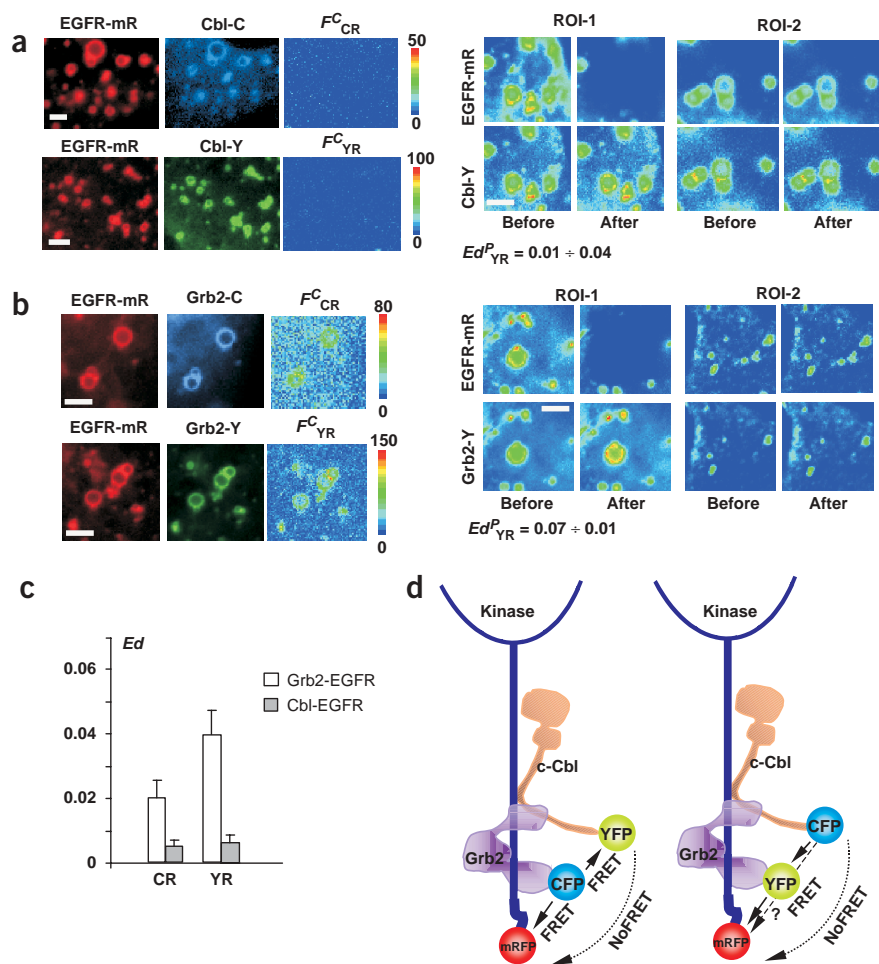 a
EGFR-mR Cbl-C F^C_CR
50
0
EGFR-mR Cbl-Y F^C_YR
100
0
ROI-1 ROI-2
EGFR-mR
Cbl-Y
Before After Before After
Ed^P_YR = 0.01 ÷ 0.04
b
EGFR-mR Grb2-C F^C_CR
80
0
EGFR-mR Grb2-Y F^C_YR
150
0
ROI-1 ROI-2
EGFR-mR
Grb2-Y
Before After Before After
Ed^P_YR = 0.07 ÷ 0.01
c
Ed
0.06
0.04
0.02
0
Grb2-EGFR
Cbl-EGFR
CR YR
d
Kinase
c-Cbl
YFP
Grb2
CFP
FRET
FRET
NoFRET
mRFP
Kinase
c-Cbl
CFP
Grb2
YFP
?
FRET
NoFRET
mRFP